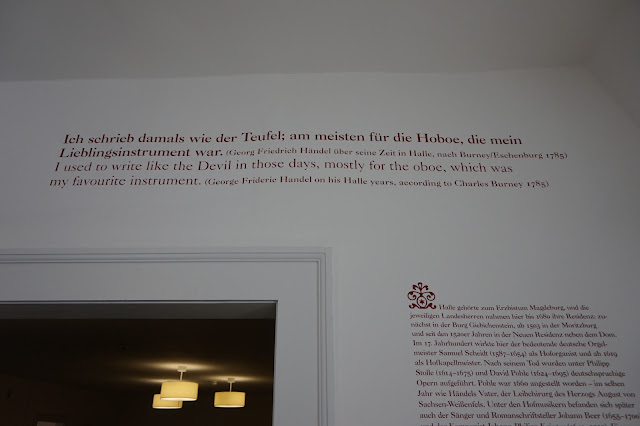 Ich schrieb damals wie der Teufel; am meisten für die Hoboe, die mein
Lieblingsinstrument war. (Georg Friedrich Händel über seine Zeit in Halle, nach Burney/Eschenburg 1785)
I used to write like the Devil in those days, mostly for the oboe, which was
my favourite instrument. (George Frideric Handel on his Halle years, according to Charles Burney 1785)
Halle gehörte zum Erzbistum Magdeburg, und die
jeweiligen Landesherren nahmen hier bis 1680 ihre Residenz: zu-
nächst in der Burg Giebichenstein, ab 1503 in der Moritzburg
und seit den 1530er Jahren in der Neuen Residenz neben dem Dom.
Im 17. Jahrhundert wirkte hier der bedeutende deutsche Orgel-
meister Samuel Scheidt (1587–1654) als Hoforganist und ab 1619
als Hofkapellmeister. Nach seinem Tod wurden unter Philipp
Stolle (1614–1675) und David Pohle (1624–1695) deutschsprachige
Opern aufgeführt. Pohle war 1660 angestellt worden – im selben
Jahr wie Händels Vater, der Leibchirurg des Herzogs August von
Sachsen-Weißenfels. Unter den Hofmusikern befanden sich später
auch der Sänger und Romanschriftsteller Johann Beer (1655–1700